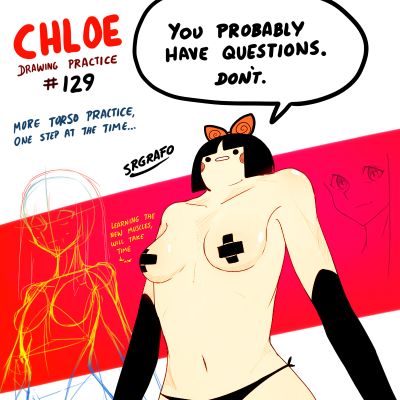 CHLOE
DRAWING PRACTICE
#129
YOU PROBABLY
HAVE QUESTIONS.
DON'T.
MORE TORSO PRACTICE,
ONE STEP AT THE TIME...
SRGRAFO
LEARNING THE
NEW MUSCLES,
WILL TAKE
TIME